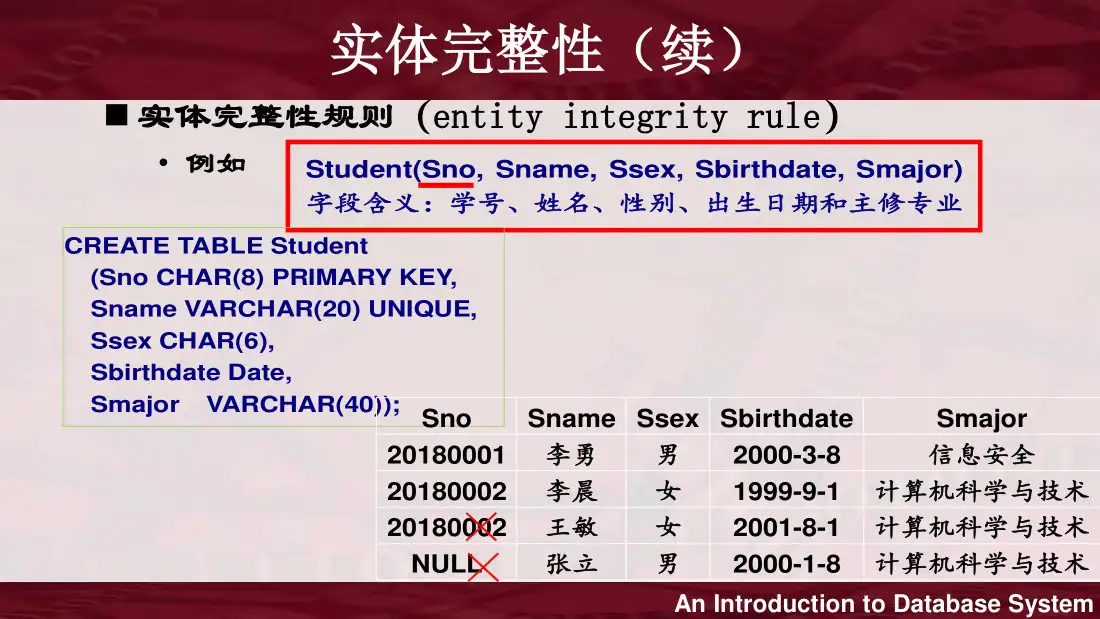 实体完整性（续）
■ 实体完整性规则（entity integrity rule）
• 例如
Student(Sno, Sname, Ssex, Sbirthdate, Smajor)
字段含义：学号、姓名、性别、出生日期和主修专业
CREATE TABLE Student
(Sno CHAR(8) PRIMARY KEY,
Sname VARCHAR(20) UNIQUE,
Ssex CHAR(6),
Sbirthdate Date,
Smajor VARCHAR(40));
Sno Sname Ssex Sbirthdate Smajor
20180001 李勇 男 2000-3-8 信息安全
20180002 李晨 女 1999-9-1 计算机科学与技术
20180002 王敏 女 2001-8-1 计算机科学与技术
NULL 张立 男 2000-1-8 计算机科学与技术
An Introduction to Database System